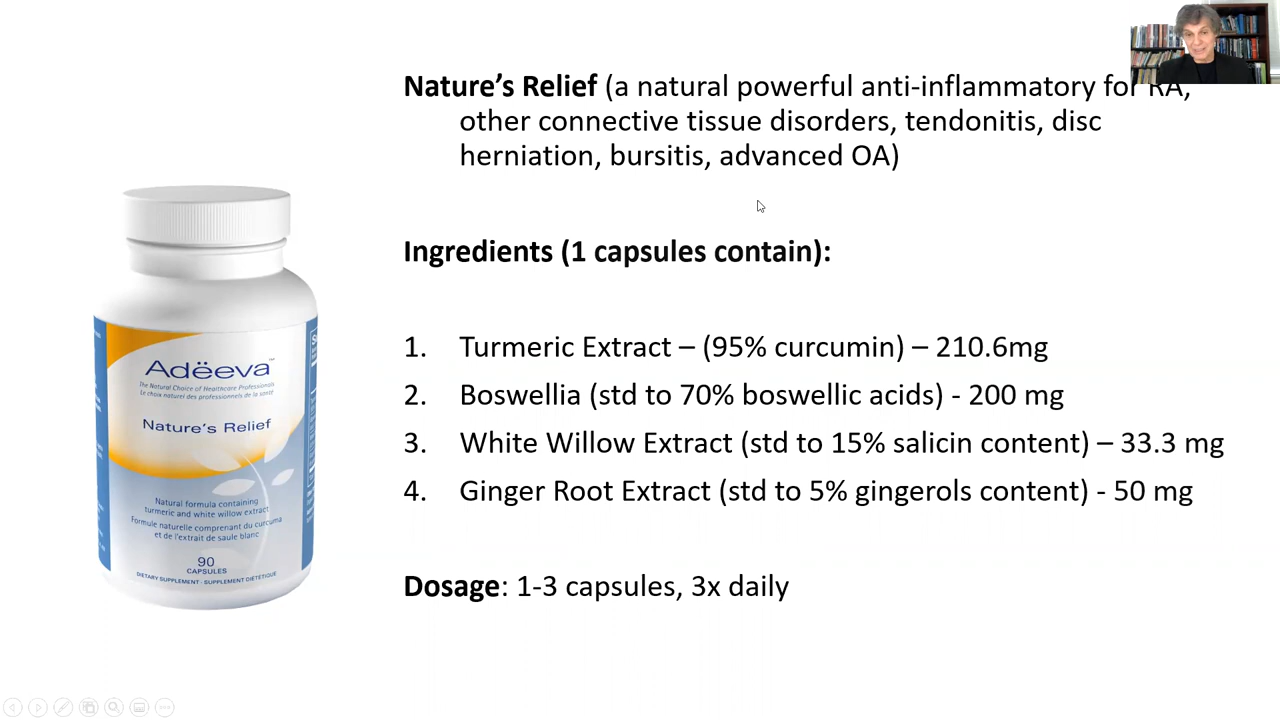 Nature's Relief (a natural powerful anti-inflammatory for RA,
other connective tissue disorders, tendonitis, disc
herniation, bursitis, advanced OA)
Ingredients (1 capsules contain):
1. Turmeric Extract – (95% curcumin) – 210.6mg
2. Boswellia (std to 70% boswellic acids) - 200 mg
3. White Willow Extract (std to 15% salicin content) – 33.3 mg
4. Ginger Root Extract (std to 5% gingerols content) - 50 mg
Dosage: 1-3 capsules, 3x daily
Adëeva™
The Natural Choice of Healthcare Professionals
Le choix naturel des professionnels de la santé
Nature's Relief
Natural formula containing
turmeric and white willow extract
Formule naturelle comprenant du curcuma
et de l'extrait de saule blanc
90
CAPSULES
DIETARY SUPPLEMENT · SUPPLÉMENT DIÉTÉTIQUE